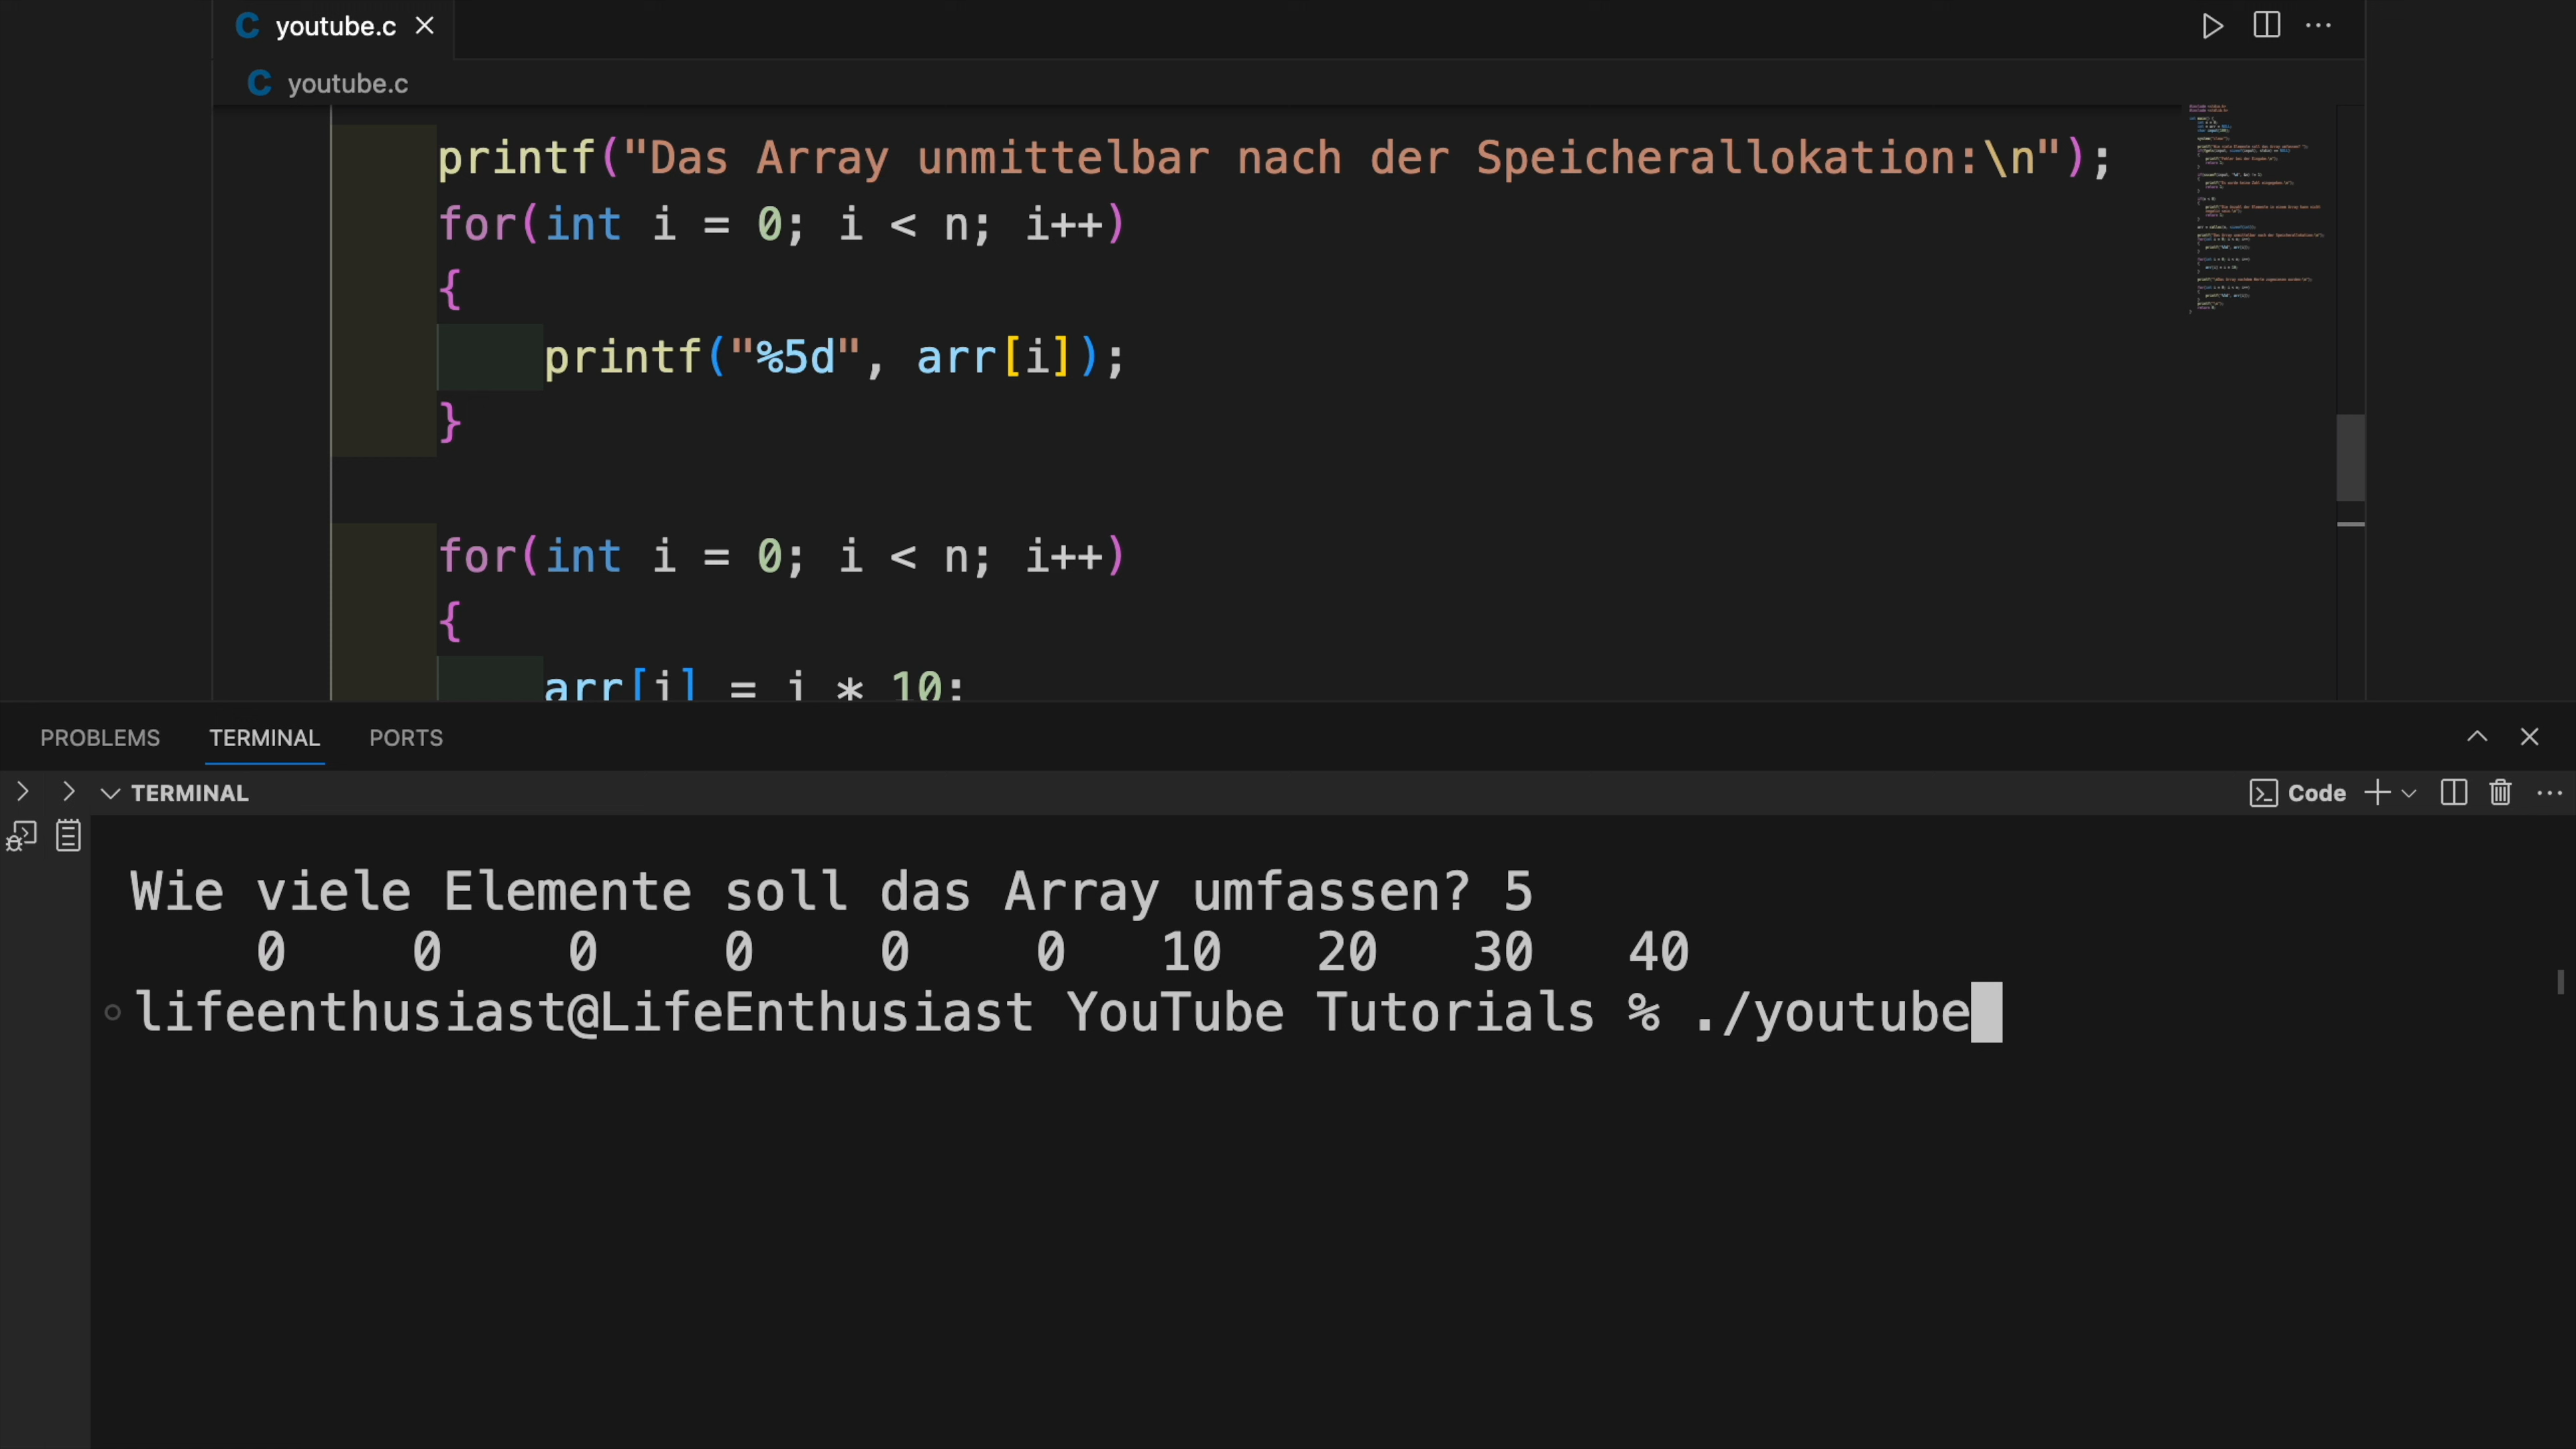 youtube.c
youtube.c
printf("Das Array unmittelbar nach der Speicherallokation:\n");
for(int i = 0; i < n; i++)
{
printf("%5d", arr[i]);
}
for(int i = 0; i < n; i++)
{
arr[i] = i * 10;
PROBLEMS TERMINAL PORTS
TERMINAL Code
Wie viele Elemente soll das Array umfassen? 5
0 0 0 0 0 0 10 20 30 40
lifeenthusiast@LifeEnthusiast YouTube Tutorials % ./youtube